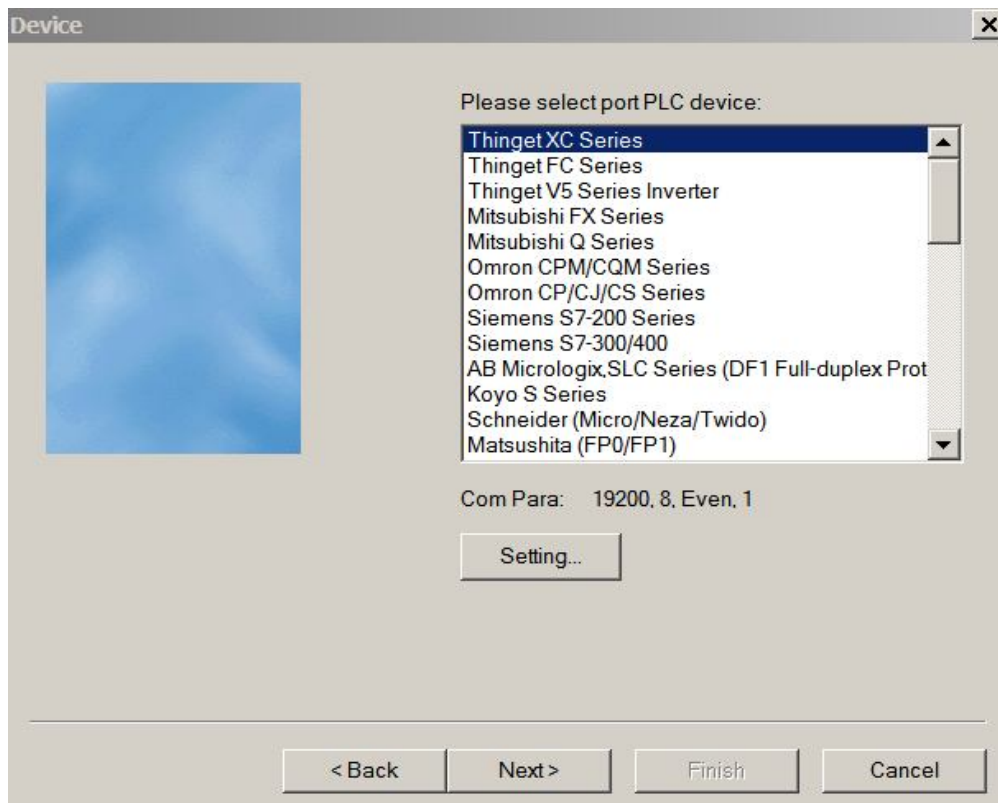 Device
Please select port PLC device:
Thinget XC Series
Thinget FC Series
Thinget V5 Series Inverter
Mitsubishi FX Series
Mitsubishi Q Series
Omron CPM/CQM Series
Omron CP/CJ/CS Series
Siemens S7-200 Series
Siemens S7-300/400
AB Micrologix,SLC Series (DF1 Full-duplex Prot
Koyo S Series
Schneider (Micro/Neza/Twido)
Matsushita (FP0/FP1)
Com Para: 19200, 8, Even, 1
Setting...
< Back Next > Finish Cancel